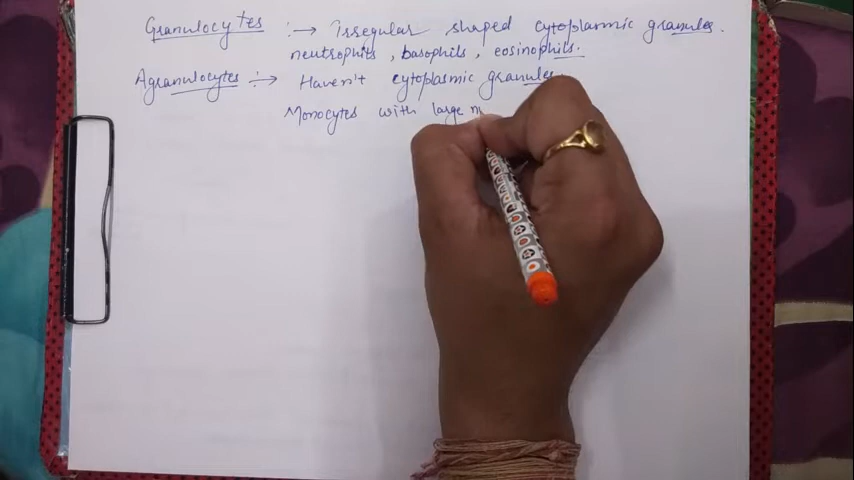 Granulocytes :→ Irregular shaped cytoplasmic granules.
neutrophils, basophils, eosinophils.
Agranulocytes :→ Haven't cytoplasmic granules
Monocytes with large